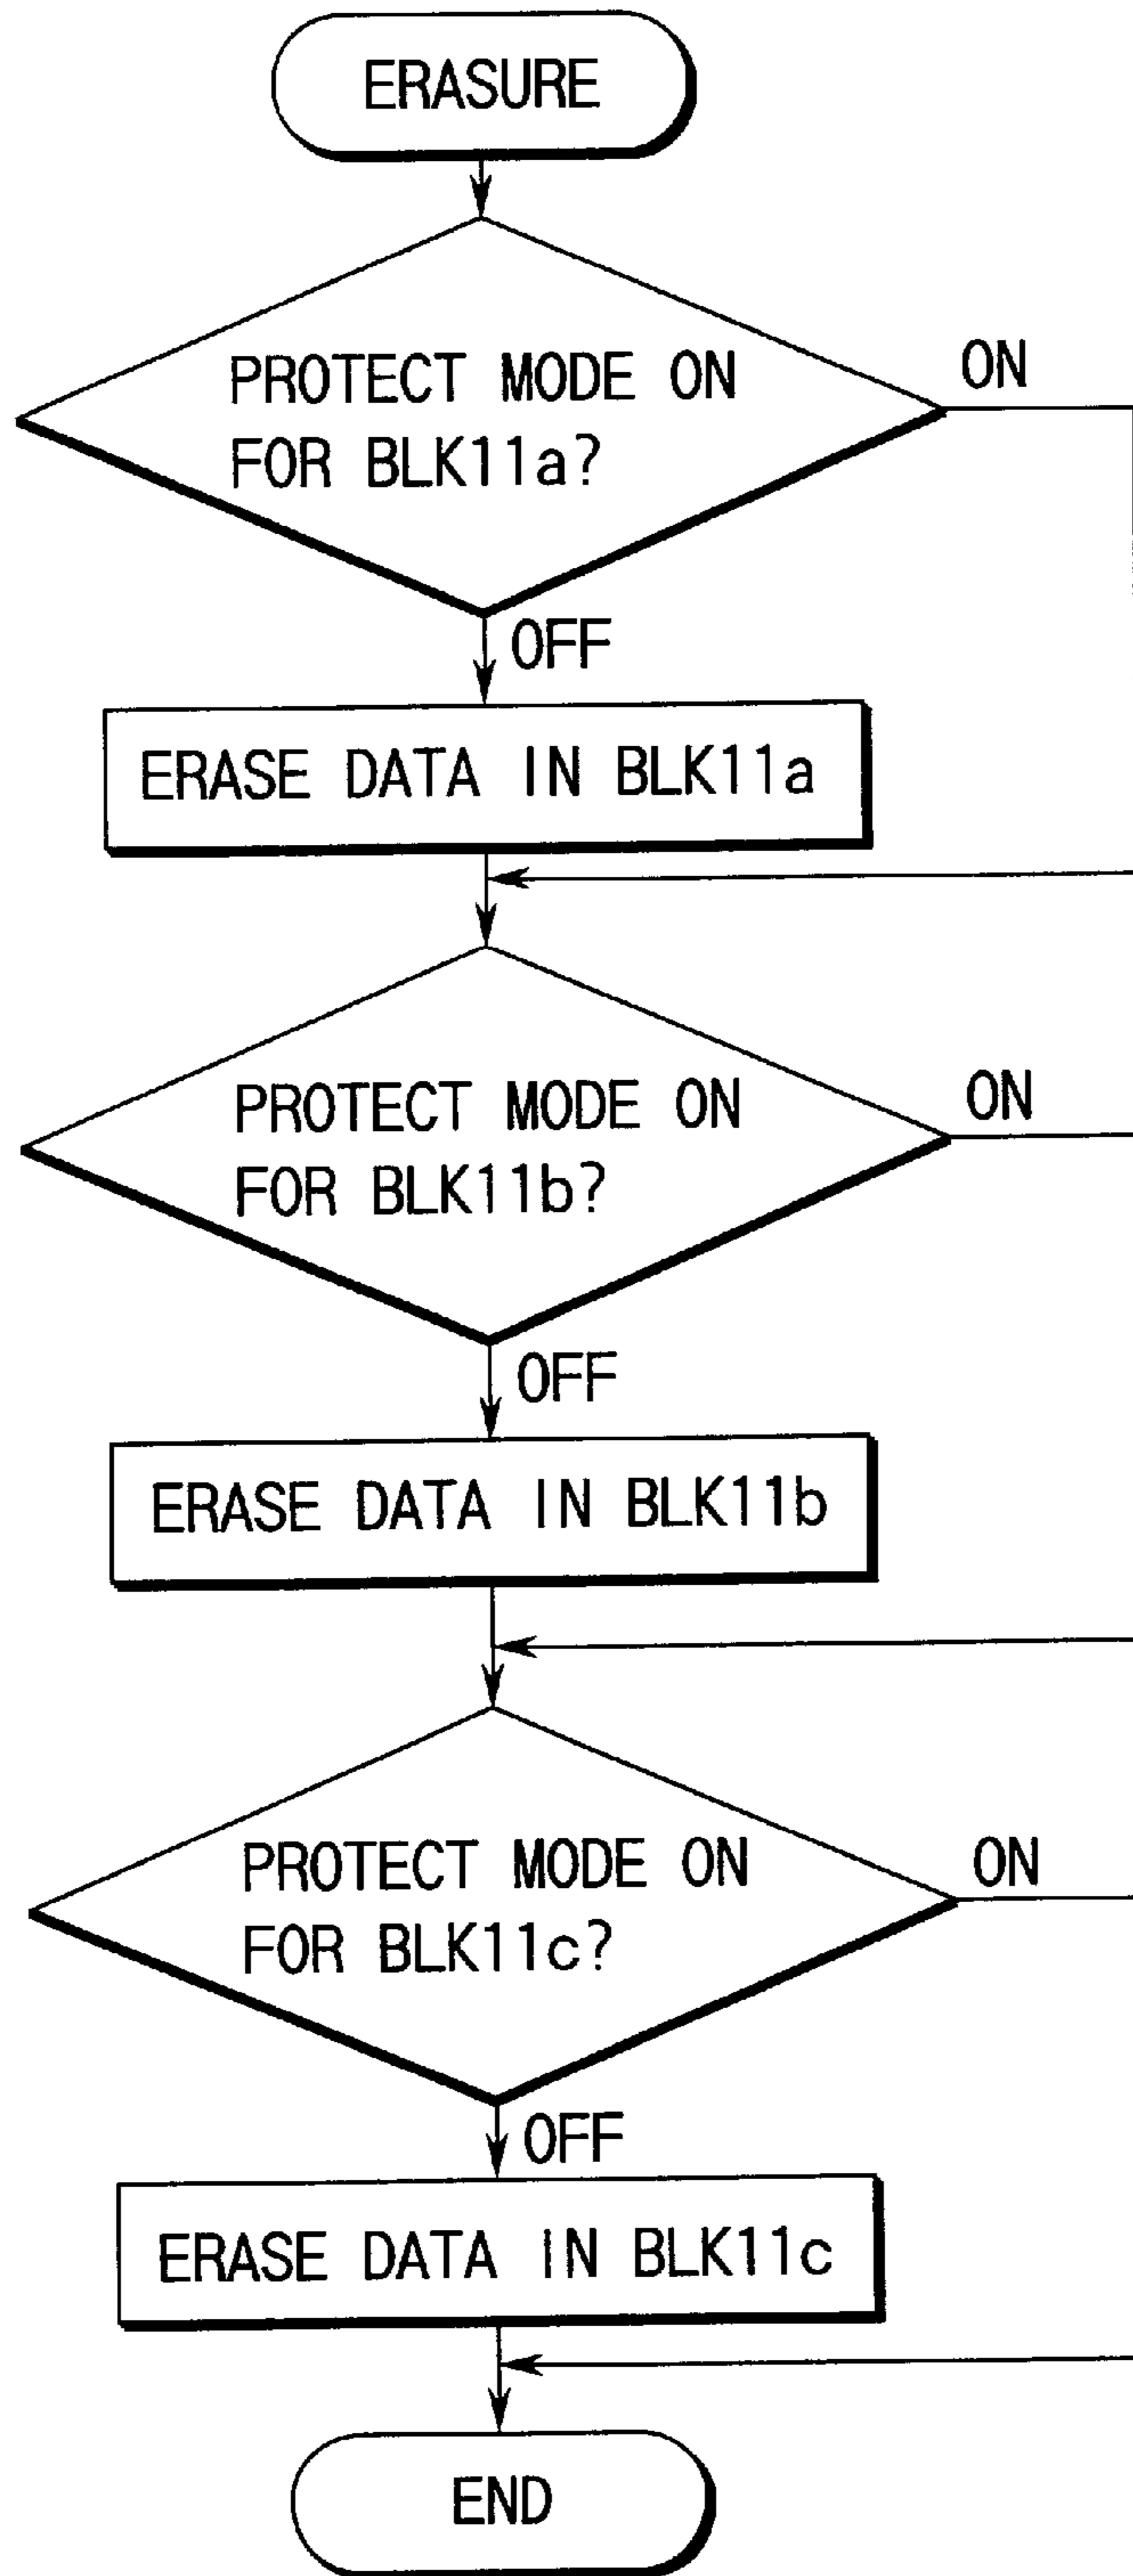 ERASURE
PROTECT MODE ON
FOR BLK11a?
ON
OFF
ERASE DATA IN BLK11a
PROTECT MODE ON
FOR BLK11b?
ON
OFF
ERASE DATA IN BLK11b
PROTECT MODE ON
FOR BLK11c?
ON
OFF
ERASE DATA IN BLK11c
END